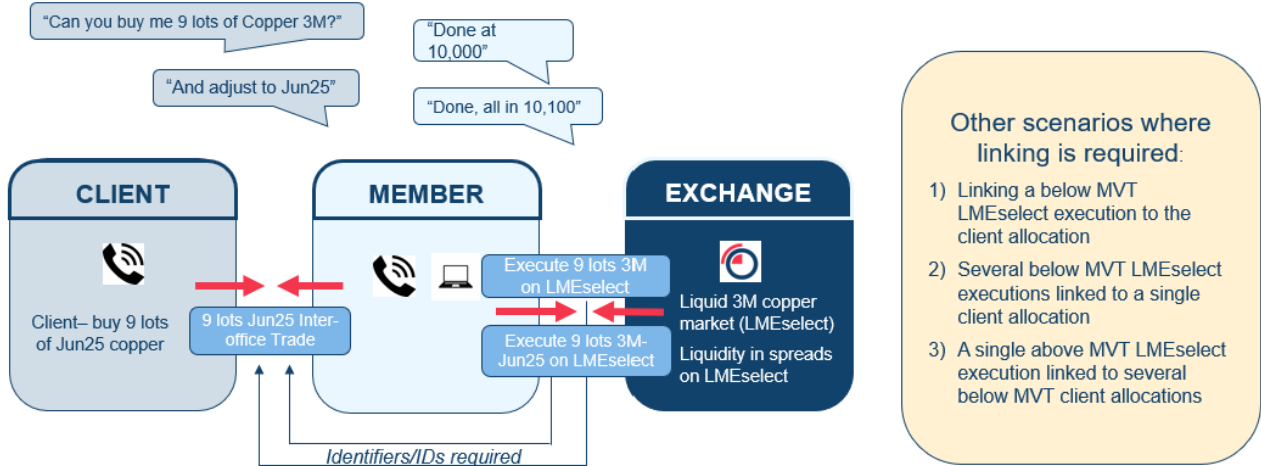 “Can you buy me 9 lots of Copper 3M?”
“And adjust to Jun25”
“Done at
10,000”
“Done, all in 10,100”
CLIENT
Client– buy 9 lots
of Jun25 copper
9 lots Jun25 Inter-
office Trade
MEMBER
Execute 9 lots 3M
on LMEselect
Execute 9 lots 3M-
Jun25 on LMEselect
EXCHANGE
Liquid 3M copper
market (LMEselect)
Liquidity in spreads
on LMEselect
Identifiers/IDs required
Other scenarios where
linking is required:
1) Linking a below MVT
LMEselect execution to the
client allocation
2) Several below MVT LMEselect
executions linked to a single
client allocation
3) A single above MVT LMEselect
execution linked to several
below MVT client allocations